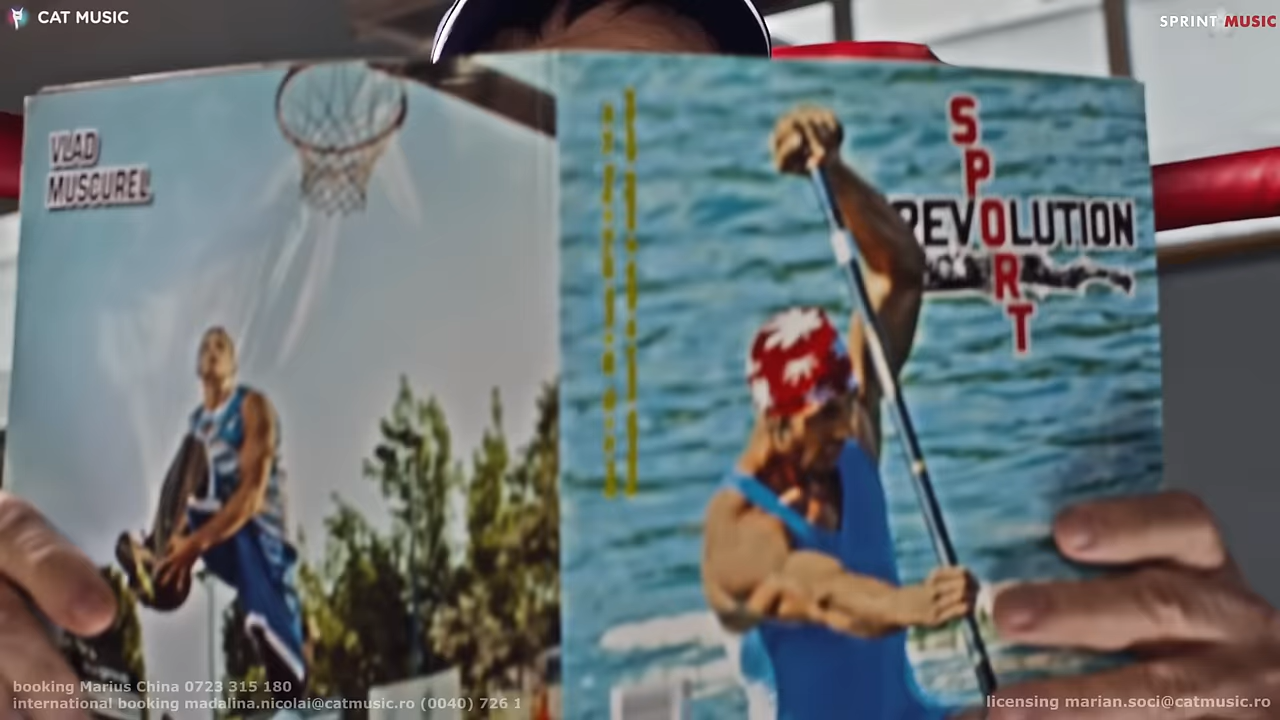 CAT MUSIC
SPRINT MUSIC
VLAD
MUSCUREL
SPORT
REVOLUTION
booking Marius China 0723 315 180
international booking madalina.nicolai@catmusic.ro (0040) 726 1
licensing marian.soci@catmusic.ro